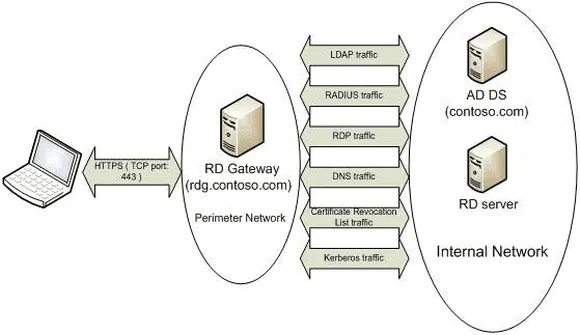 HTTPS ( TCP port:
443 )
RD Gateway
(rdg.contoso.com)
Perimeter Network
LDAP traffic
RADIUS traffic
RDP traffic
DNS traffic
Certificate Revocation
List traffic
Kerberos traffic
AD DS
(contoso.com)
RD server
Internal Network